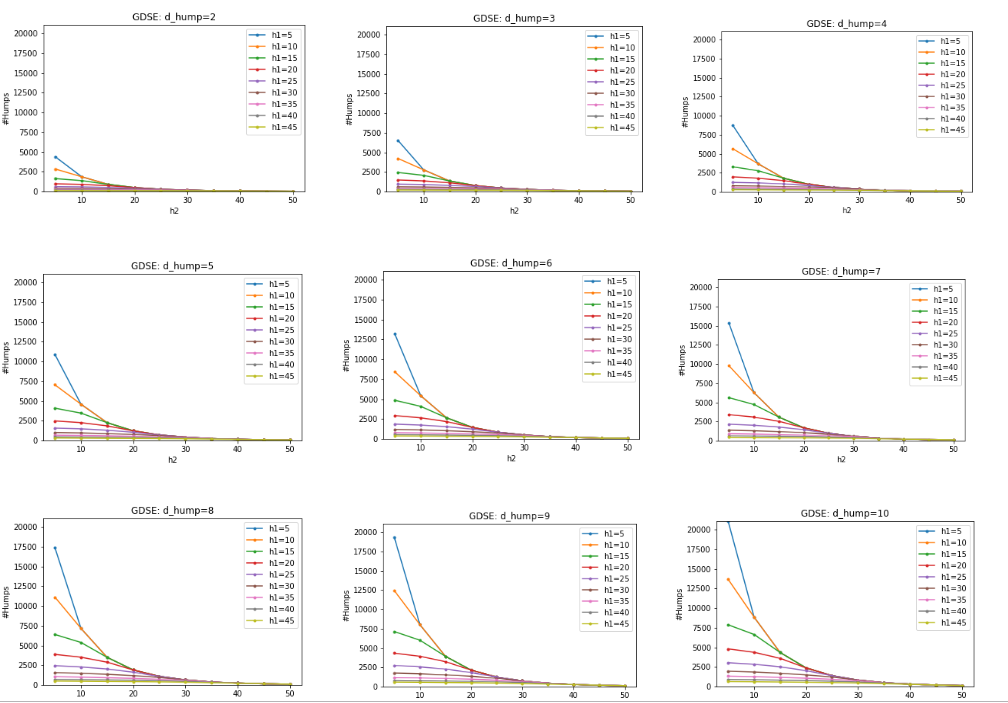 GDSE: d_hump=2
20000
17500
15000
12500
10000
7500
5000
2500
0
#Humps
10 20 30 40 50
h2
h1=5
h1=10
h1=15
h1=20
h1=25
h1=30
h1=35
h1=40
h1=45
GDSE: d_hump=3
20000
17500
15000
12500
10000
7500
5000
2500
0
#Humps
10 20 30 40 50
h2
h1=5
h1=10
h1=15
h1=20
h1=25
h1=30
h1=35
h1=40
h1=45
GDSE: d_hump=4
20000
17500
15000
12500
10000
7500
5000
2500
0
#Humps
10 20 30 40 50
h2
h1=5
h1=10
h1=15
h1=20
h1=25
h1=30
h1=35
h1=40
h1=45
GDSE: d_hump=5
20000
17500
15000
12500
10000
7500
5000
2500
0
#Humps
10 20 30 40 50
h2
h1=5
h1=10
h1=15
h1=20
h1=25
h1=30
h1=35
h1=40
h1=45
GDSE: d_hump=6
20000
17500
15000
12500
10000
7500
5000
2500
0
#Humps
10 20 30 40 50
h2
h1=5
h1=10
h1=15
h1=20
h1=25
h1=30
h1=35
h1=40
h1=45
GDSE: d_hump=7
20000
17500
15000
12500
10000
7500
5000
2500
0
#Humps
10 20 30 40 50
h2
h1=5
h1=10
h1=15
h1=20
h1=25
h1=30
h1=35
h1=40
h1=45
GDSE: d_hump=8
20000
17500
15000
12500
10000
7500
5000
2500
0
#Humps
10 20 30 40 50
h1=5
h1=10
h1=15
h1=20
h1=25
h1=30
h1=35
h1=40
h1=45
GDSE: d_hump=9
20000
17500
15000
12500
10000
7500
5000
2500
0
#Humps
10 20 30 40 50
h1=5
h1=10
h1=15
h1=20
h1=25
h1=30
h1=35
h1=40
h1=45
GDSE: d_hump=10
20000
17500
15000
12500
10000
7500
5000
2500
0
#Humps
10 20 30 40 50
h1=5
h1=10
h1=15
h1=20
h1=25
h1=30
h1=35
h1=40
h1=45